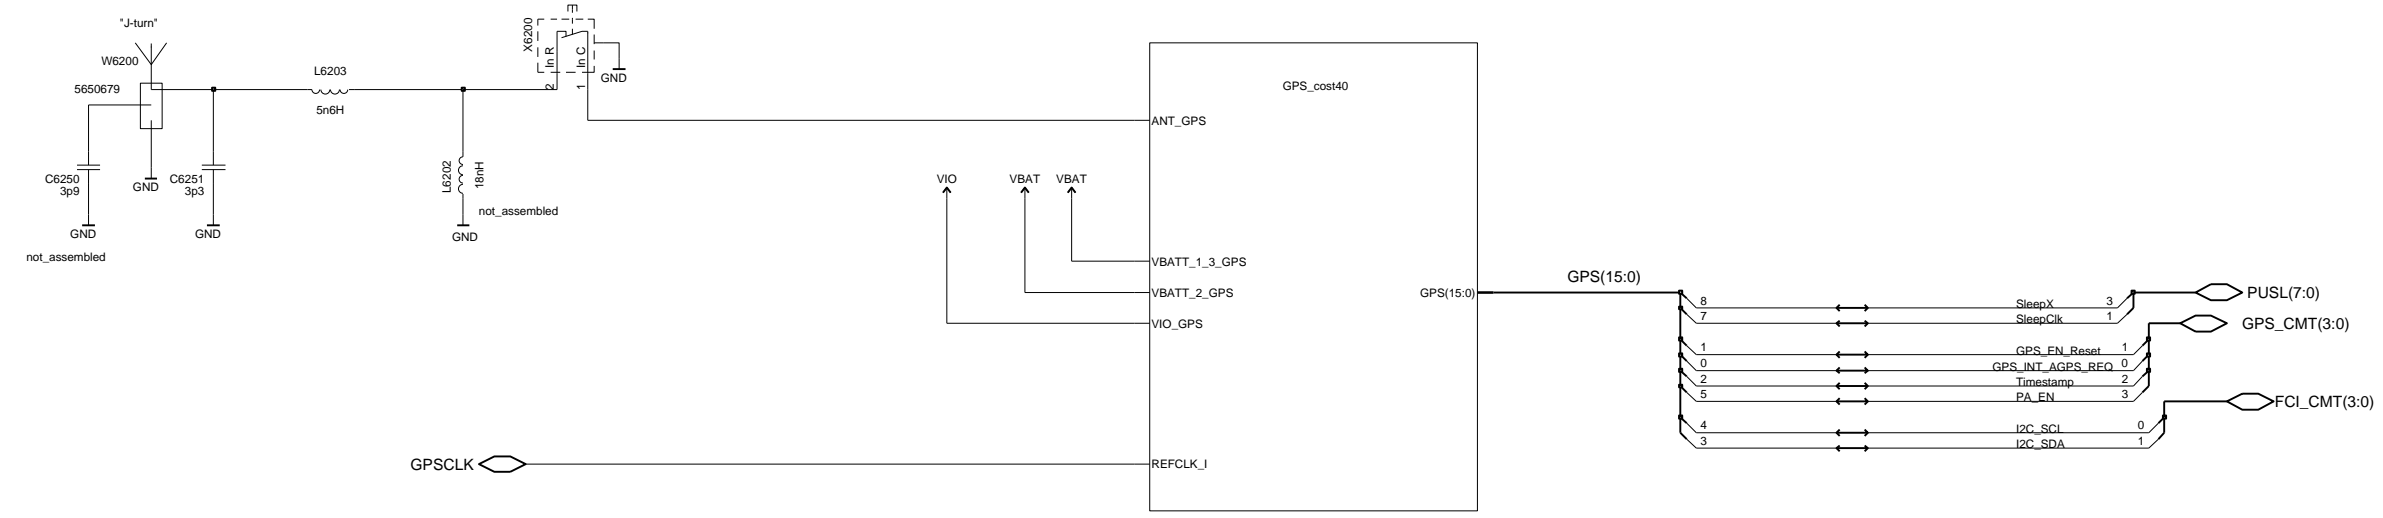 "J-turn"
W6200
5650679
C6250
3p9
GND
not_assembled
GND
C6251
3p3
GND
L6203
5n6H
L6202
18nH
not_assembled
GND
X6200
In R
In C
2
1
GND
GPS_cost40
ANT_GPS
VIO
VBAT
VBAT
VBATT_1_3_GPS
VBATT_2_GPS
VIO_GPS
GPS(15:0)
GPSCLK
REFCLK_I
GPS(15:0)
8 SleepX 3
7 SleepClk 1
PUSL(7:0)
1 GPS_EN_Reset 1
0 GPS_INT_AGPS_REQ 0
2 Timestamp 2
5 PA_EN 3
GPS_CMT(3:0)
4 I2C_SCL 0
3 I2C_SDA 1
FCI_CMT(3:0)